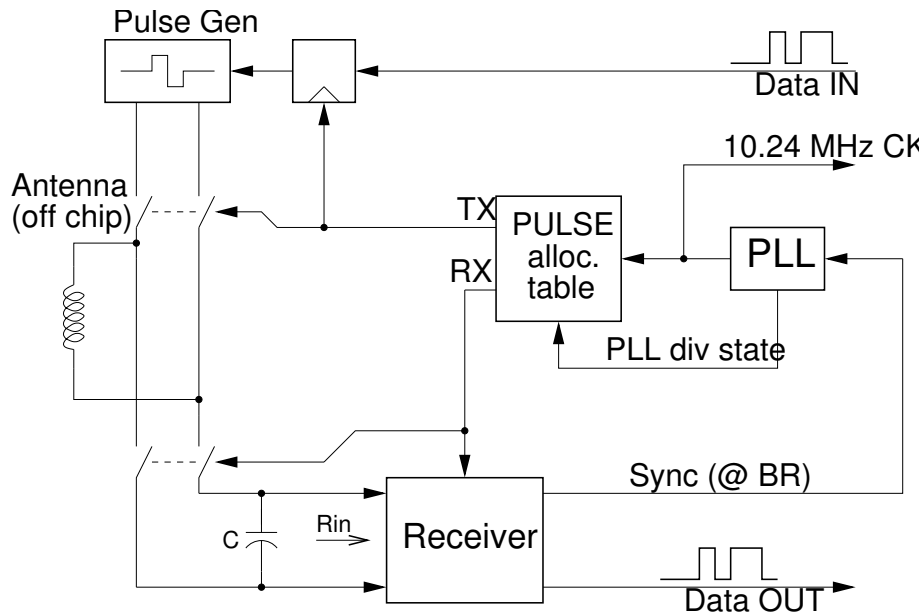 Pulse Gen
Data IN
10.24 MHz CK
Antenna
(off chip)
TX
PULSE
alloc.
table
PLL
RX
PLL div state
Sync (@ BR)
Rin
C
Receiver
Data OUT